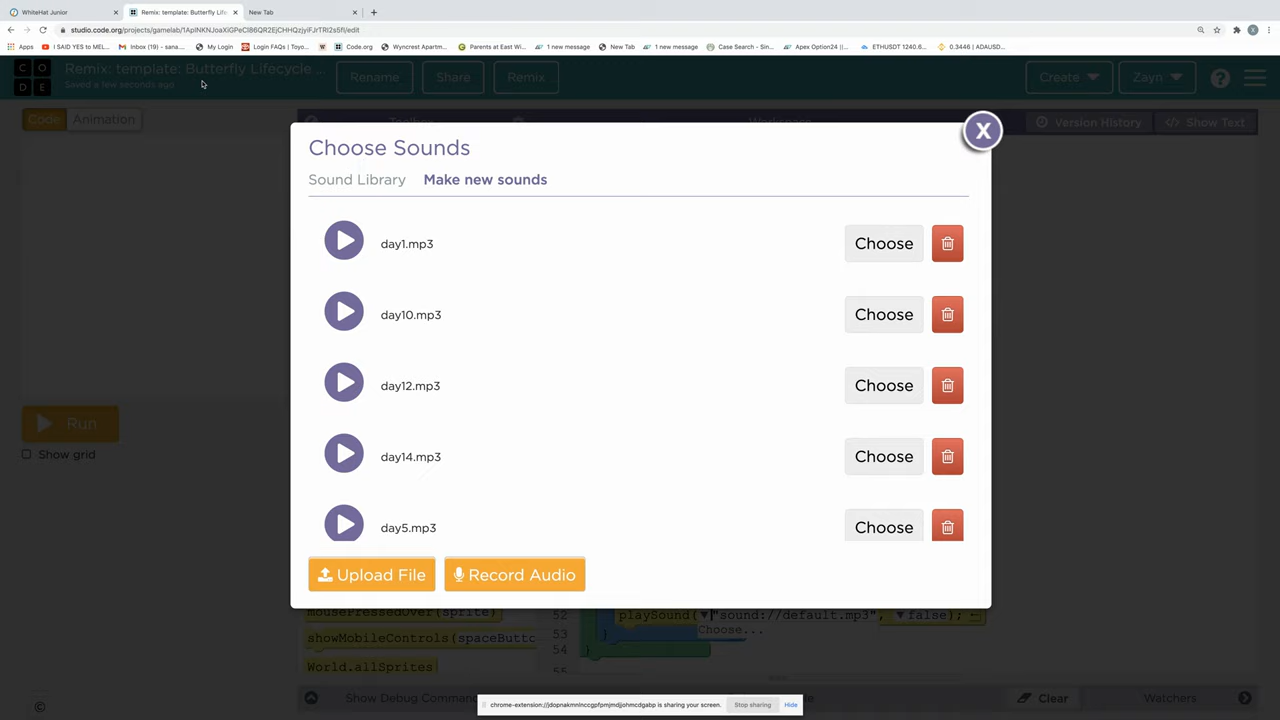 WhiteHat Junior
Remix: template: Butterfly Life
New Tab
studio.code.org/projects/gamelab/1ApINKNJoaXiGPeCl86QR2EjCHHQzjyiFJrTRI2s5fI/edit
Apps
I SAID YES to MEL...
Inbox (19) - sana....
My Login
Login FAQs | Toyo...
Code.org
Wyncrest Apartm...
Parents at East Wi...
1 new message
New Tab
1 new message
Case Search - Sin...
Apex Option24 ||...
ETHUSDT 1240.6...
0.3446 | ADAUSD...
CODE
Remix: template: Butterfly Lifecycle ...
Saved a few seconds ago
Rename
Share
Remix
Create
Zayn
Code
Animation
Toolbox
Workspace
Version History
</> Show Text
Choose Sounds
X
Sound Library
Make new sounds
day1.mp3
Choose
day10.mp3
Choose
day12.mp3
Choose
day14.mp3
Choose
day5.mp3
Choose
Run
Show grid
Upload File
Record Audio
mousePressedOver(sprite)
showMobileControls(spaceButtc
World.allSprites
52 playSound(▼"sound://default.mp3", ▼false);
Choose...
53 }
54 }
55
Show Debug Comman
Clear
Watchers
chrome-extension://jdopnakmnlnccgpfpmjmdjjohmcdgabp is sharing your screen.
Stop sharing
Hide